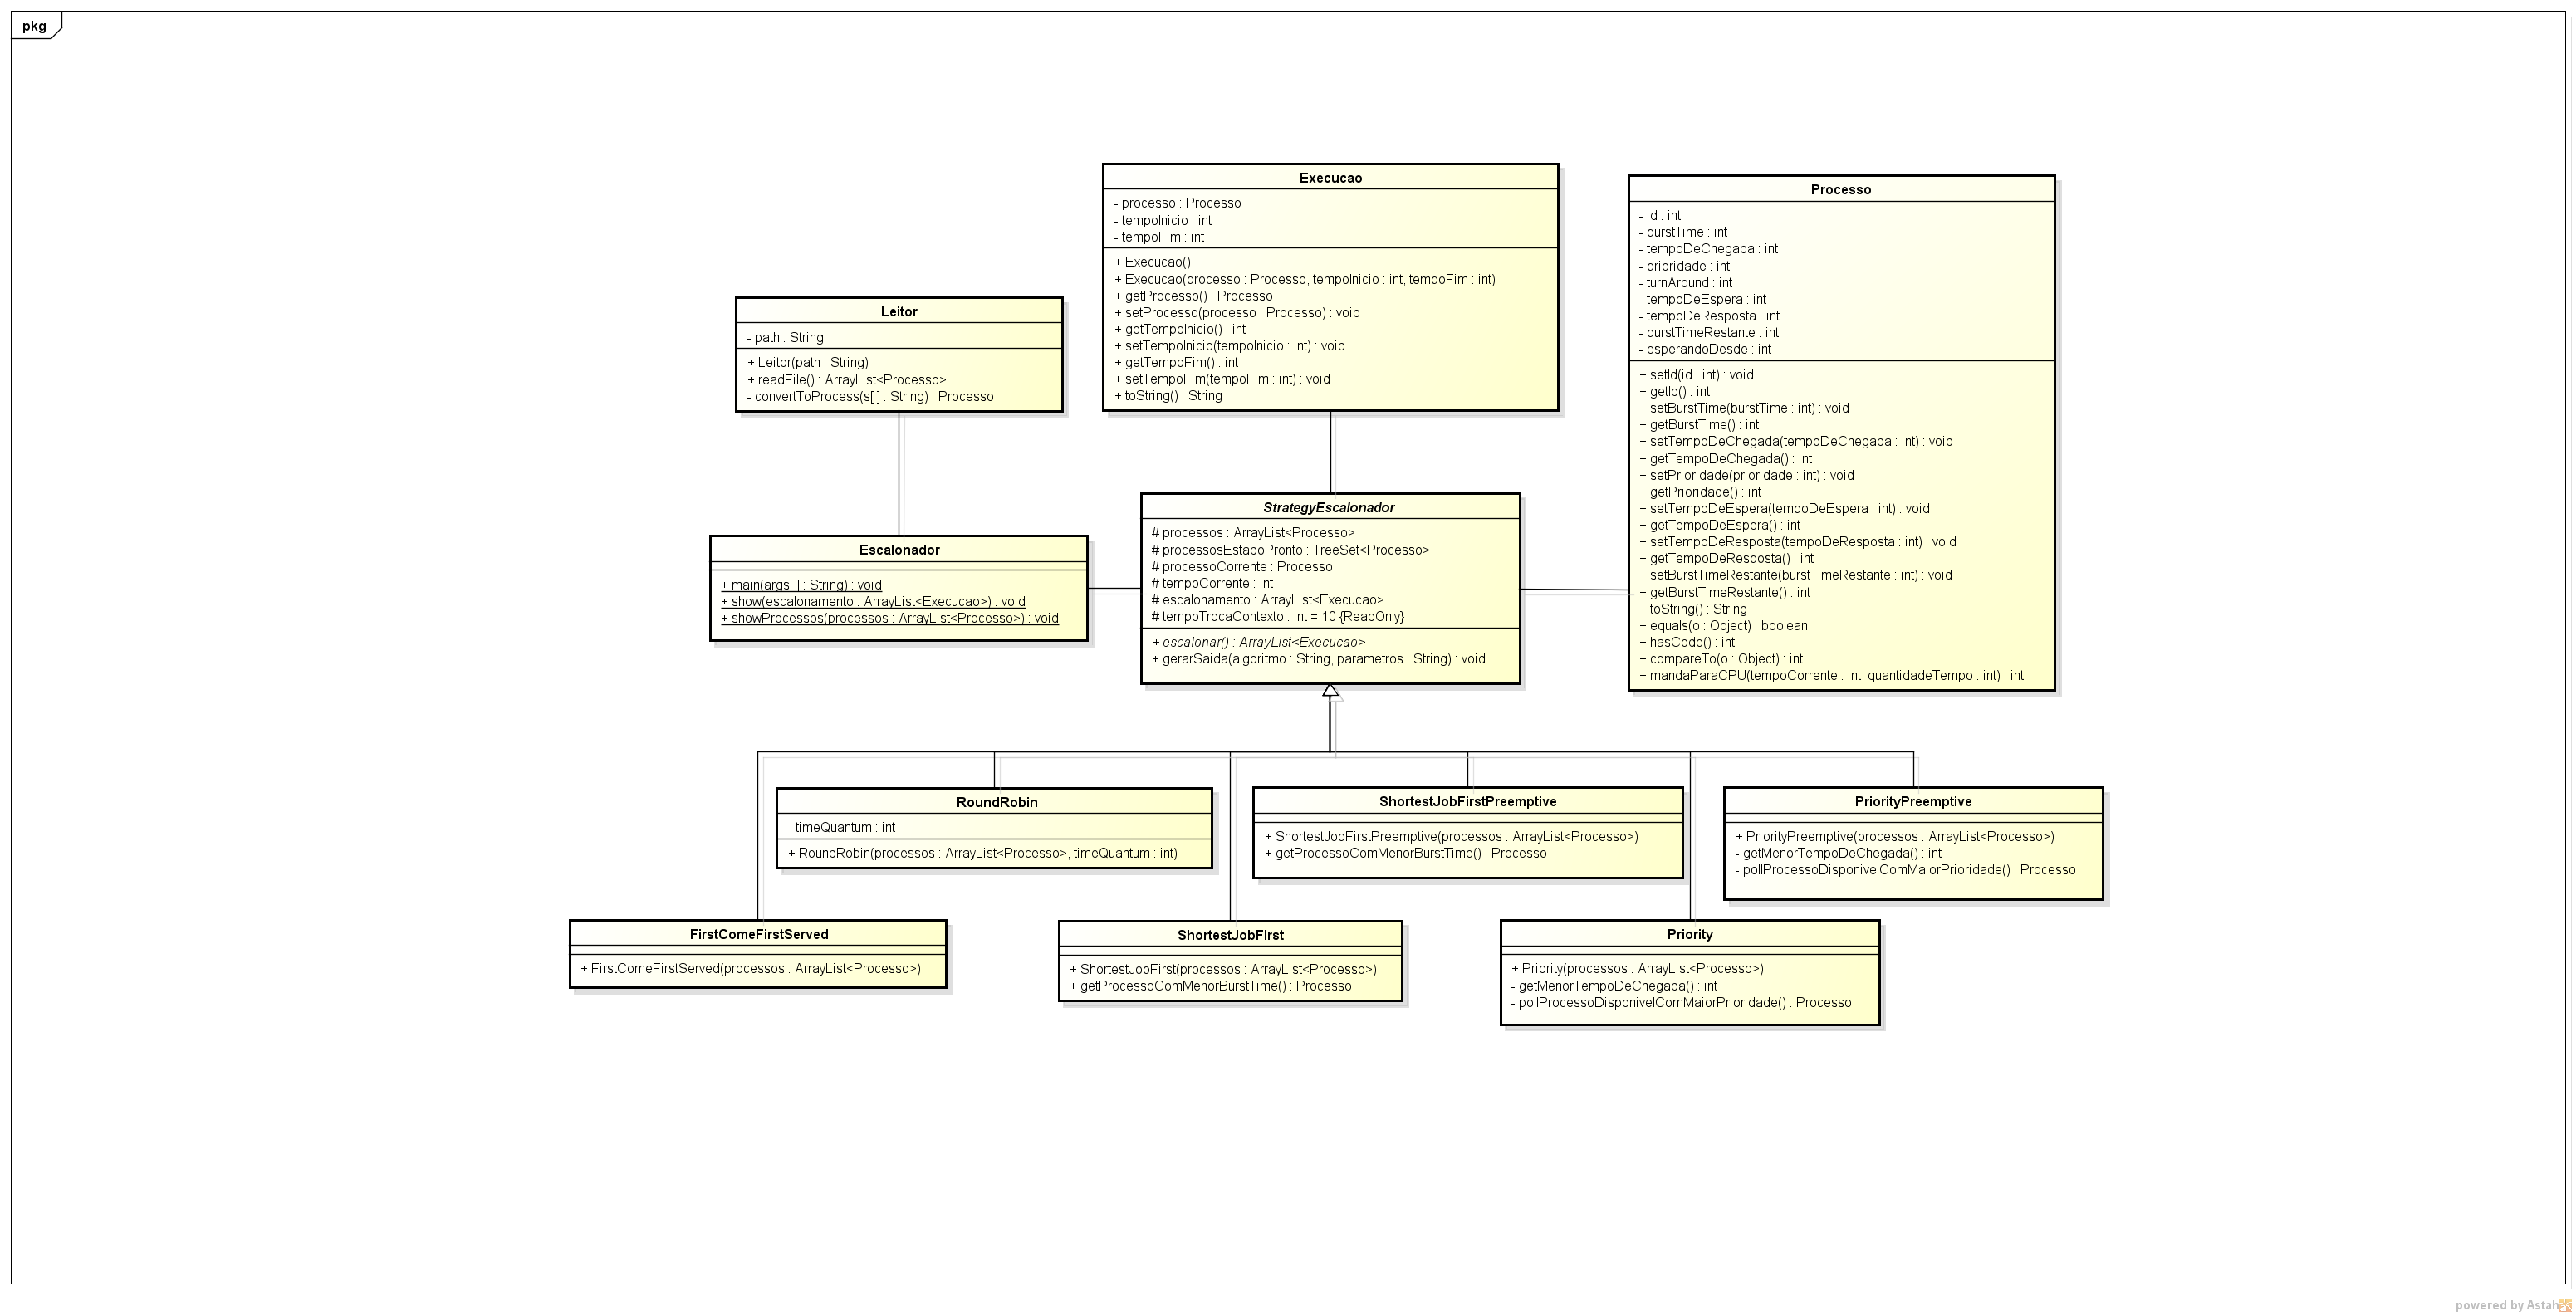 pkg
Execucao
- processo : Processo
- tempoInicio : int
- tempoFim : int
+ Execucao()
+ Execucao(processo : Processo, tempoInicio : int, tempoFim : int)
+ getProcesso() : Processo
+ setProcesso(processo : Processo) : void
+ getTempoInicio() : int
+ setTempoInicio(tempoInicio : int) : void
+ getTempoFim() : int
+ setTempoFim(tempoFim : int) : void
+ toString() : String
Processo
- id : int
- burstTime : int
- tempoDeChegada : int
- prioridade : int
- turnAround : int
- tempoDeEspera : int
- tempoDeResposta : int
- burstTimeRestante : int
- esperandoDesde : int
+ setId(id : int) : void
+ getId() : int
+ setBurstTime(burstTime : int) : void
+ getBurstTime() : int
+ setTempoDeChegada(tempoDeChegada : int) : void
+ getTempoDeChegada() : int
+ setPrioridade(prioridade : int) : void
+ getPrioridade() : int
+ setTempoDeEspera(tempoDeEspera : int) : void
+ getTempoDeEspera() : int
+ setTempoDeResposta(tempoDeResposta : int) : void
+ getTempoDeResposta() : int
+ setBurstTimeRestante(burstTimeRestante : int) : void
+ getBurstTimeRestante() : int
+ toString() : String
+ equals(o : Object) : boolean
+ hasCode() : int
+ compareTo(o : Object) : int
+ mandaParaCPU(tempoCorrente : int, quantidadeTempo : int) : int
Leitor
- path : String
+ Leitor(path : String)
+ readFile() : ArrayList<Processo>
- convertToProcess(s[ ] : String) : Processo
Escalonador
+ main(args[ ] : String) : void
+ show(escalonamento : ArrayList<Execucao>) : void
+ showProcessos(processos : ArrayList<Processo>) : void
StrategyEscalonador
# processos : ArrayList<Processo>
# processosEstadoPronto : TreeSet<Processo>
# processoCorrente : Processo
# tempoCorrente : int
# escalonamento : ArrayList<Execucao>
# tempoTrocaContexto : int = 10 {ReadOnly}
+ escalonar() : ArrayList<Execucao>
+ gerarSaida(algoritmo : String, parametros : String) : void
RoundRobin
- timeQuantum : int
+ RoundRobin(processos : ArrayList<Processo>, timeQuantum : int)
ShortestJobFirstPreemptive
+ ShortestJobFirstPreemptive(processos : ArrayList<Processo>)
+ getProcessoComMenorBurstTime() : Processo
PriorityPreemptive
+ PriorityPreemptive(processos : ArrayList<Processo>)
- getMenorTempoDeChegada() : int
- pollProcessoDisponivelComMaiorPrioridade() : Processo
FirstComeFirstServed
+ FirstComeFirstServed(processos : ArrayList<Processo>)
ShortestJobFirst
+ ShortestJobFirst(processos : ArrayList<Processo>)
+ getProcessoComMenorBurstTime() : Processo
Priority
+ Priority(processos : ArrayList<Processo>)
- getMenorTempoDeChegada() : int
- pollProcessoDisponivelComMaiorPrioridade() : Processo
powered by Astah